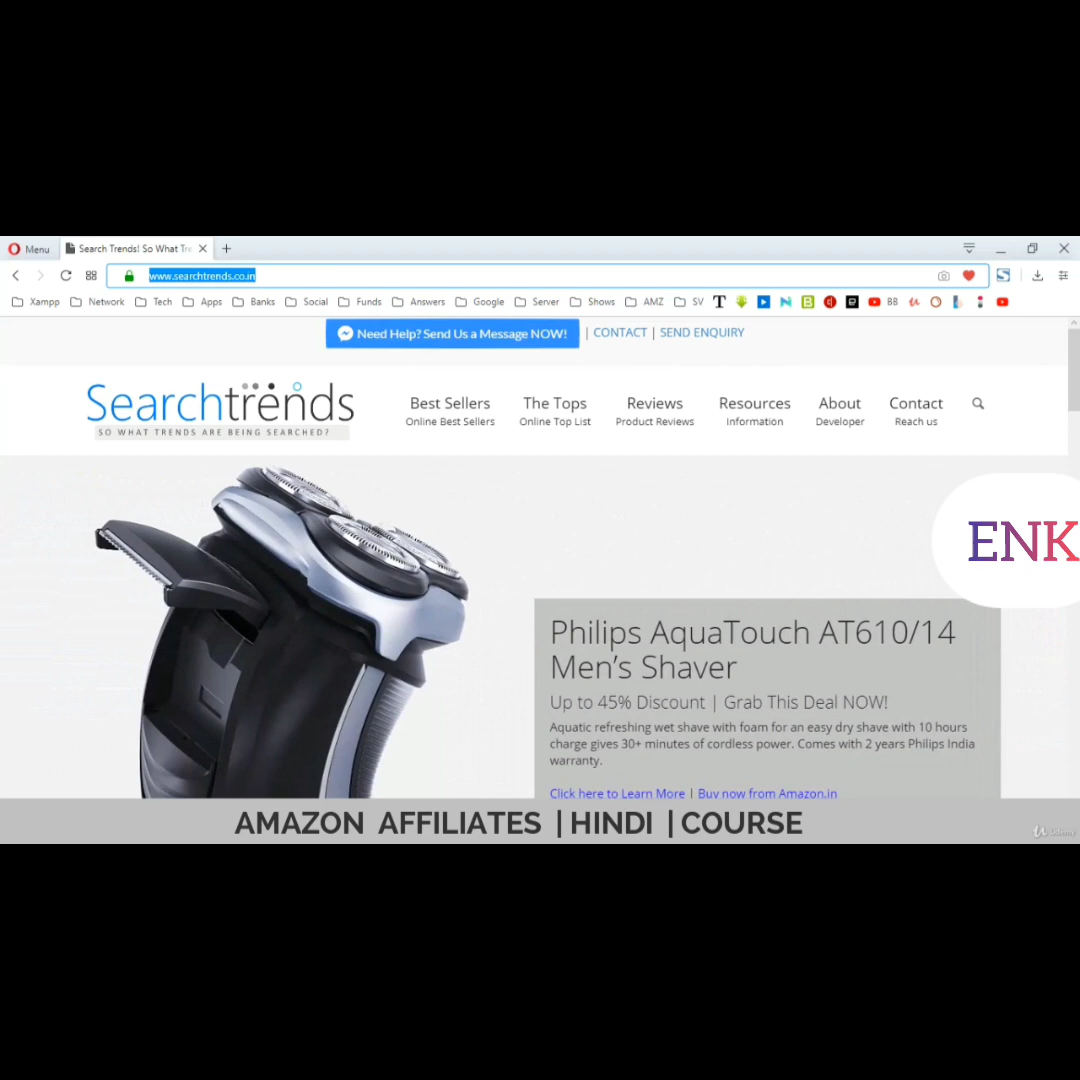 Menu
Search Trends! So What Tre
www.searchtrends.co.in
Xampp Network Tech Apps Banks Social Funds Answers Google Server Shows AMZ SV BB
Need Help? Send Us a Message NOW! | CONTACT | SEND ENQUIRY
Searchtrends
SO WHAT TRENDS ARE BEING SEARCHED?
Best Sellers The Tops Reviews Resources About Contact
Online Best Sellers Online Top List Product Reviews Information Developer Reach us
ENK
Philips AquaTouch AT610/14
Men's Shaver
Up to 45% Discount | Grab This Deal NOW!
Aquatic refreshing wet shave with foam for an easy dry shave with 10 hours
charge gives 30+ minutes of cordless power. Comes with 2 years Philips India
warranty.
Click here to Learn More | Buy now from Amazon.in
AMAZON AFFILIATES | HINDI | COURSE
Udemy